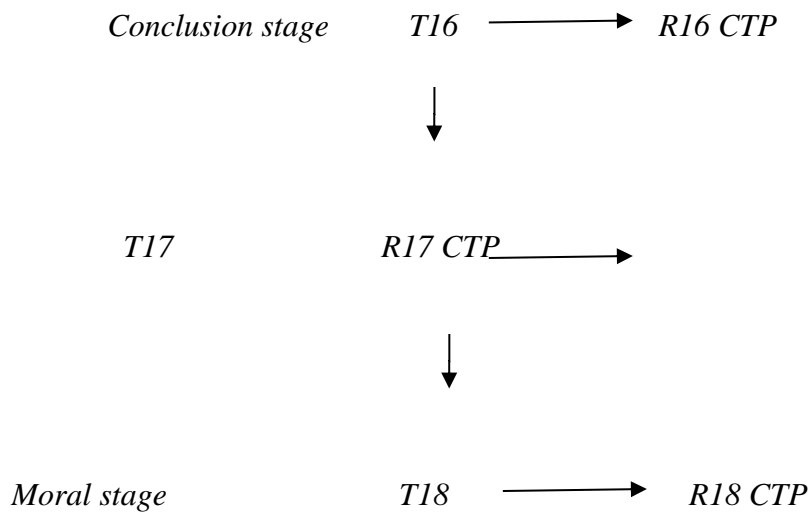 Conclusion stage T16 R16 CTP
T17 R17 CTP
Moral stage T18 R18 CTP